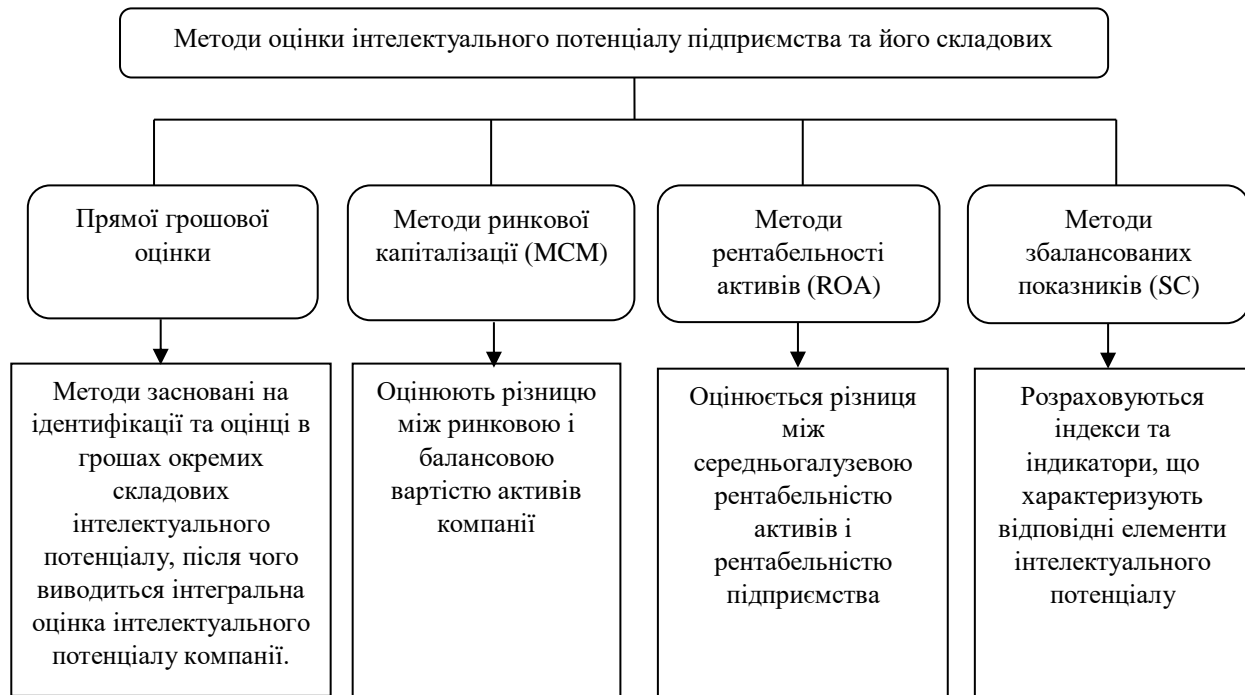 Методи оцінки інтелектуального потенціалу підприємства та його складових
Прямої грошової
оцінки
Методи ринкової
капіталізації (MCM)
Методи
рентабельності
активів (ROA)
Методи
збалансованих
показників (SC)
Методи засновані на
ідентифікації та оцінці в
грошах окремих
складових
інтелектуального
потенціалу, після чого
виводиться інтегральна
оцінка інтелектуального
потенціалу компанії.
Оцінюють різницю
між ринковою і
балансовою
вартістю активів
компанії
Оцінюється різниця
між
середньогалузевою
рентабельністю
активів і
рентабельністю
підприємства
Розраховуються
індекси та
індикатори, що
характеризують
відповідні елементи
інтелектуального
потенціалу